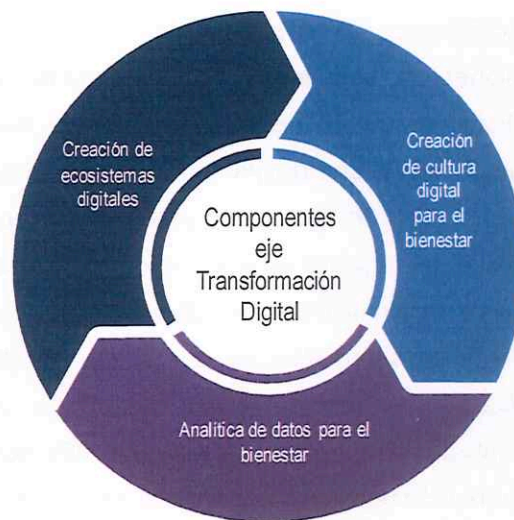 Creación de
ecosistemas
digitales
Creación
de cultura
digital
para el
bienestar
Componentes
eje
Transformación
Digital
Analítica de datos para el
bienestar